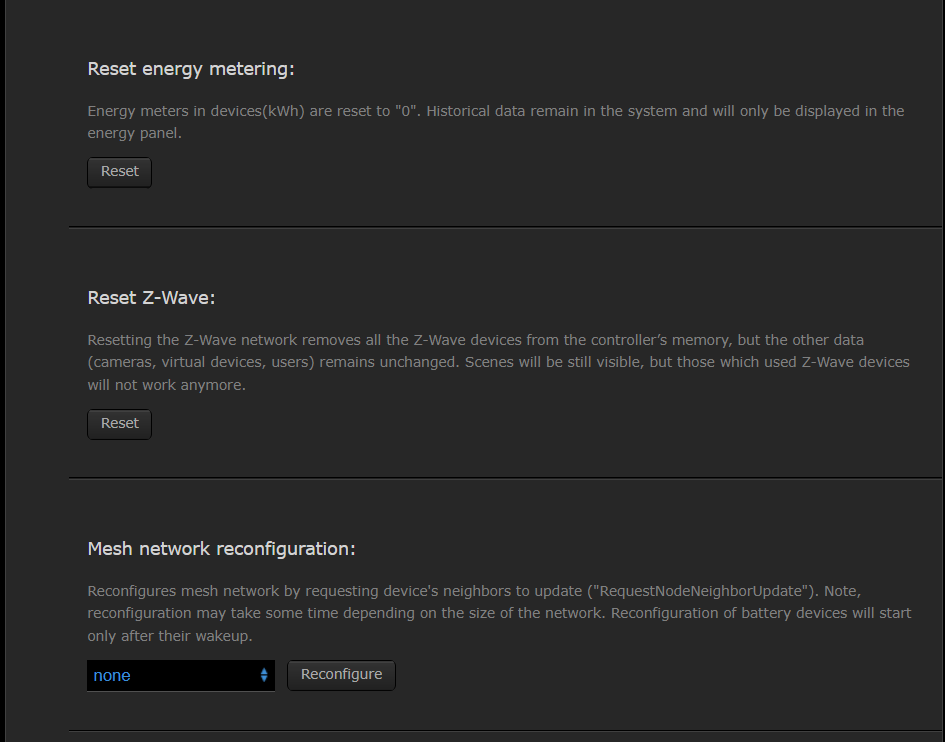 Reset energy metering:
Energy meters in devices(kWh) are reset to "0". Historical data remain in the system and will only be displayed in the
energy panel.
Reset
Reset Z-Wave:
Resetting the Z-Wave network removes all the Z-Wave devices from the controller’s memory, but the other data
(cameras, virtual devices, users) remains unchanged. Scenes will be still visible, but those which used Z-Wave devices
will not work anymore.
Reset
Mesh network reconfiguration:
Reconfigures mesh network by requesting device's neighbors to update ("RequestNodeNeighborUpdate"). Note,
reconfiguration may take some time depending on the size of the network. Reconfiguration of battery devices will start
only after their wakeup.
none Reconfigure